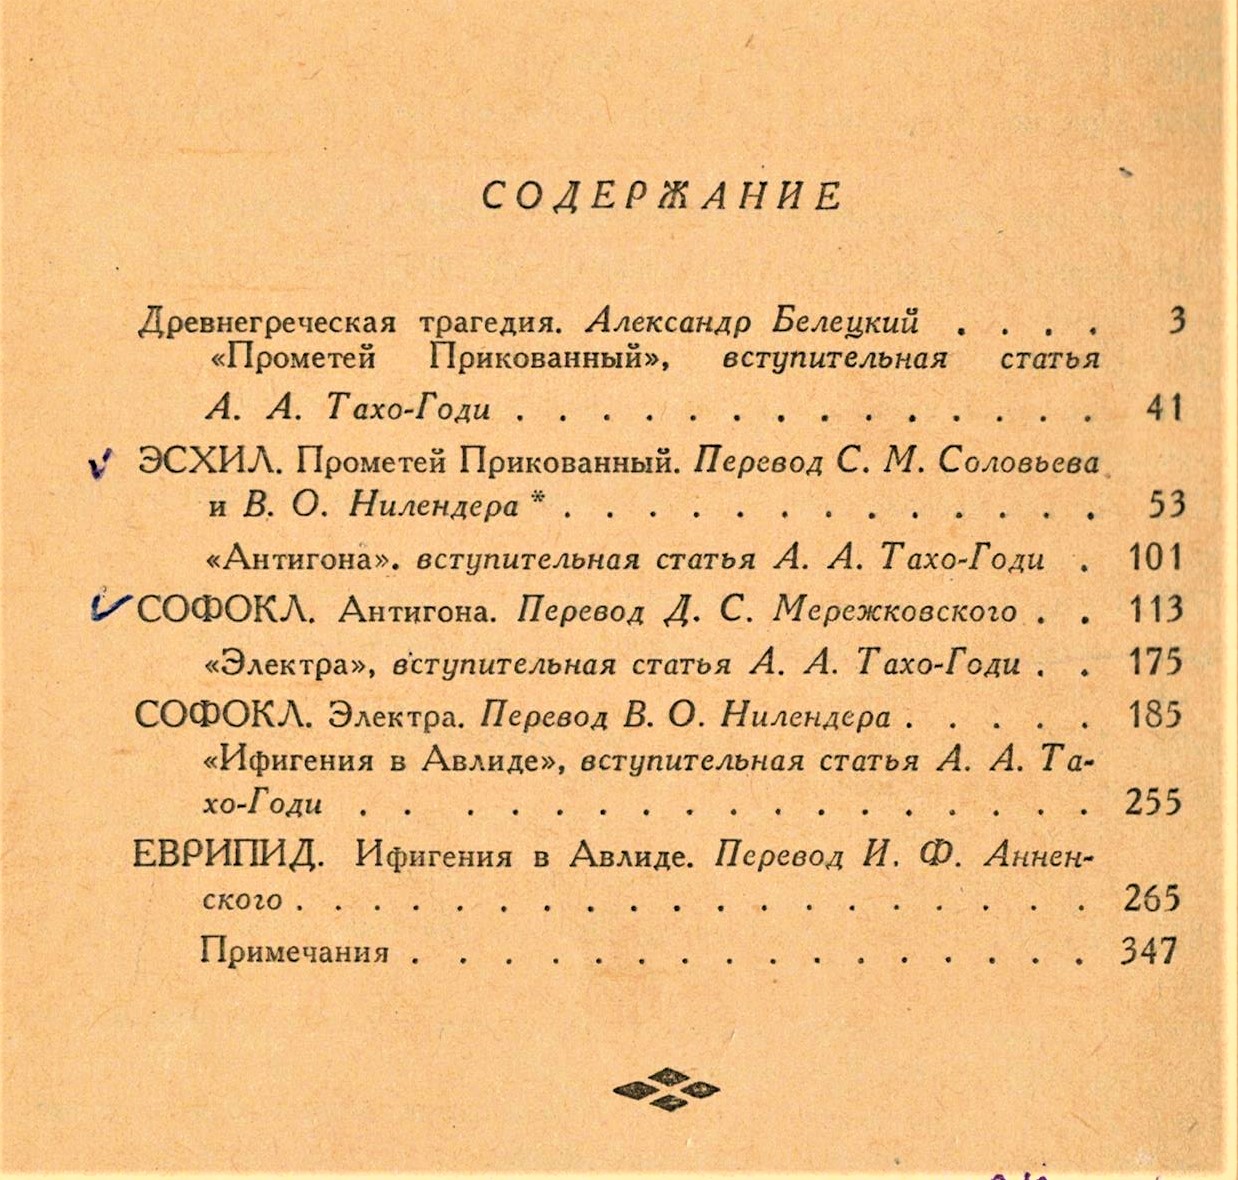 СОДЕРЖАНИЕ
Древнегреческая трагедия. Александр Белецкий . . . . 3
«Прометей Прикованный», вступительная статья
А. А. Тахо-Годи . . . . . . . . . . . . . . 41
ЭСХИЛ. Прометей Прикованный. Перевод С. М. Соловьева
и В. О. Нилендера * . . . . . . . . . . . . . 53
«Антигона». вступительная статья А. А. Тахо-Годи . 101
СОФОКЛ. Антигона. Перевод Д. С. Мережковского . . 113
«Электра», вступительная статья А. А. Тахо-Годи . . 175
СОФОКЛ. Электра. Перевод В. О. Нилендера . . . . . 185
«Ифигения в Авлиде», вступительная статья А. А. Та-
хо-Годи . . . . . . . . . . . . . . . . . 255
ЕВРИПИД. Ифигения в Авлиде. Перевод И. Ф. Аннен-
ского . . . . . . . . . . . . . . . . . . . 265
Примечания . . . . . . . . . . . . . . . . 347